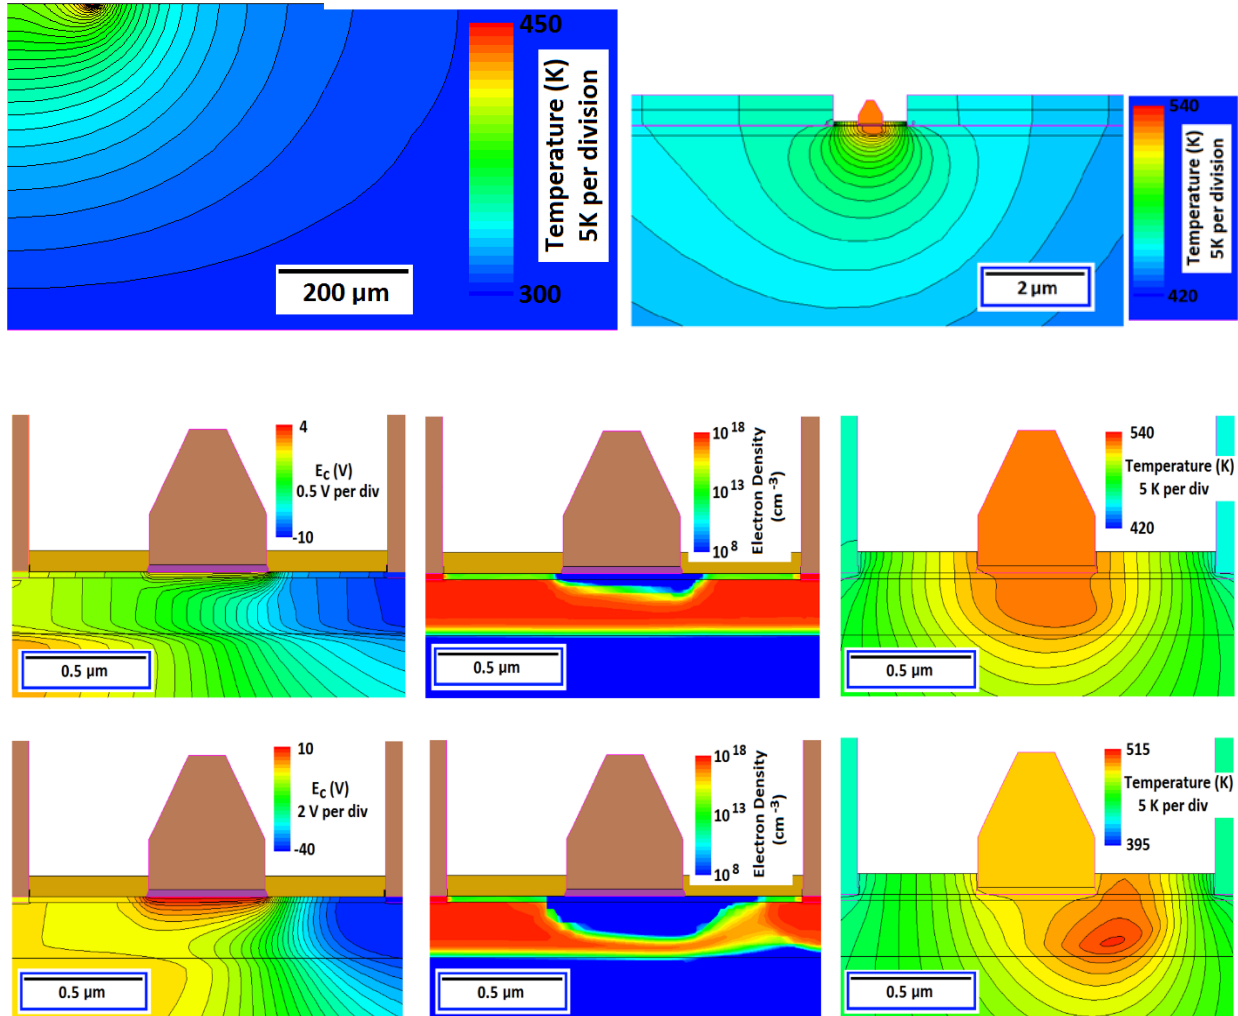 450
Temperature (K)
5K per division
300
200 µm
540
Temperature (K)
5K per division
420
2 µm
4
E_C (V)
0.5 V per div
-10
0.5 µm
10^18
10^13
10^8
Electron Density
(cm^-3)
0.5 µm
540
Temperature (K)
5 K per div
420
0.5 µm
10
E_C (V)
2 V per div
-40
0.5 µm
10^18
10^13
10^8
Electron Density
(cm^-3)
0.5 µm
515
Temperature (K)
5 K per div
395
0.5 µm